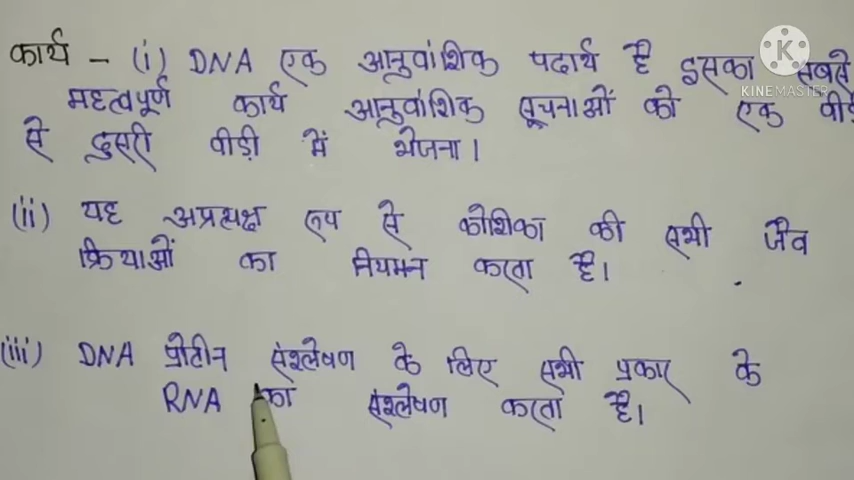 कार्य - (i) DNA एक आनुवांशिक पदार्थ है इसका सबसे
महत्वपूर्ण कार्य आनुवांशिक सूचनाओं को एक
से दुसरी पीड़ी में भेजना।
(ii) यह अप्रत्यक्ष रूप से कोशिका की सभी जैव
क्रियाओं का नियमन करता है।
(iii) DNA प्रोटीन संश्लेषण के लिए सभी प्रकार के
RNA का संश्लेषण करता है।
K
KINEMASTER